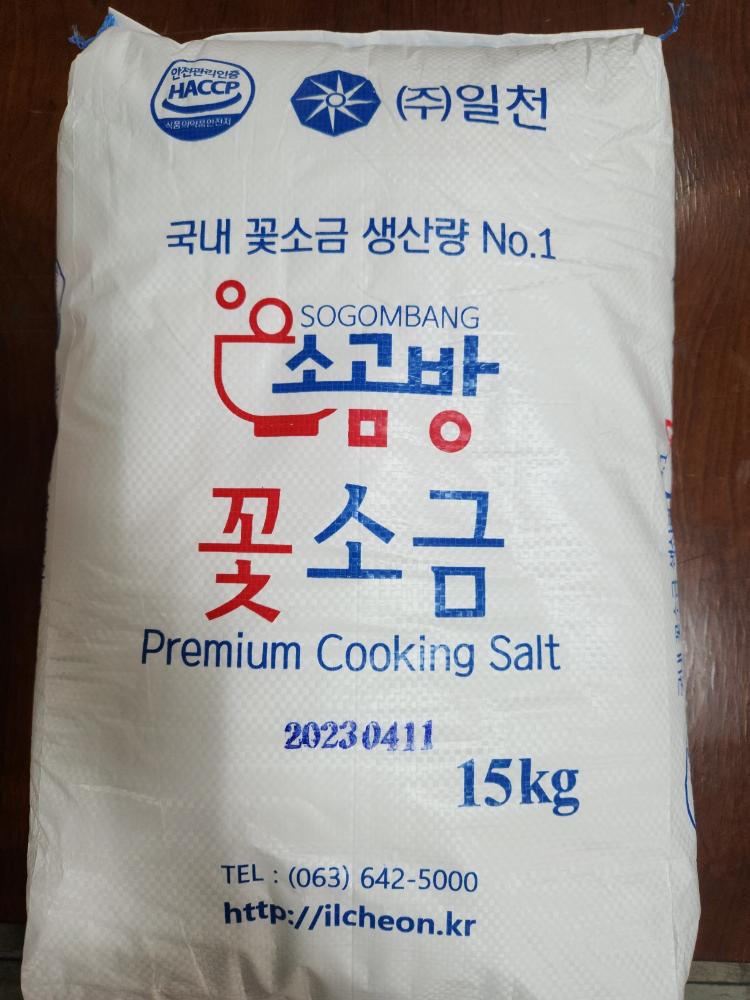 안전관리인증
HACCP
식품의약품안전처
(주)일천
국내 꽃소금 생산량 No.1
SOGOMBANG
소곰방
꽃소금
Premium Cooking Salt
20230411
15kg
TEL : (063) 642-5000
http://ilcheon.kr